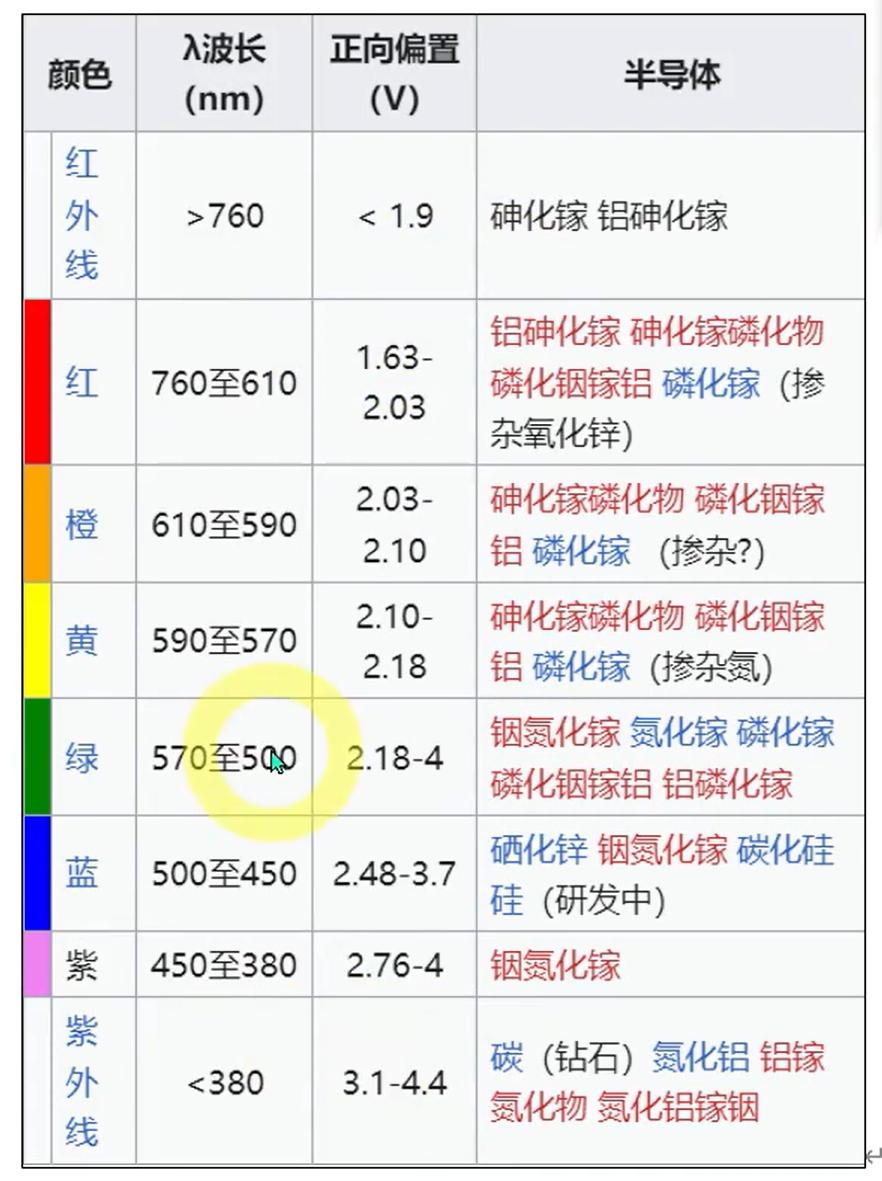 颜色 λ波长 (nm) 正向偏置 (V) 半导体
红外线 >760 < 1.9 砷化镓 铝砷化镓
红 760至610 1.63-2.03 铝砷化镓 砷化镓磷化物
磷化铟镓铝 磷化镓 (掺
杂氧化锌)
橙 610至590 2.03-2.10 砷化镓磷化物 磷化铟镓
铝 磷化镓 (掺杂?)
黄 590至570 2.10-2.18 砷化镓磷化物 磷化铟镓
铝 磷化镓 (掺杂氮)
绿 570至500 2.18-4 铟氮化镓 氮化镓 磷化镓
磷化铟镓铝 铝磷化镓
蓝 500至450 2.48-3.7 硒化锌 铟氮化镓 碳化硅
硅 (研发中)
紫 450至380 2.76-4 铟氮化镓
紫外线 <380 3.1-4.4 碳 (钻石) 氮化铝 铝镓
氮化物 氮化铝镓铟